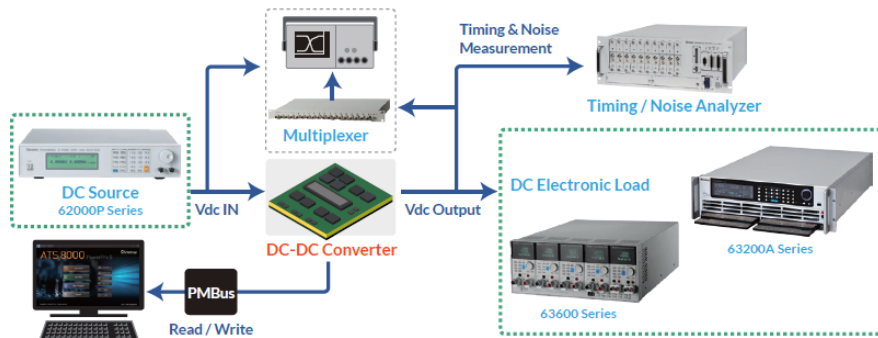 Timing & Noise
Measurement
Multiplexer
Timing / Noise Analyzer
DC Source
62000P Series
Vdc IN
DC-DC Converter
Vdc Output
DC Electronic Load
63200A Series
63600 Series
ATS 8000
PMBus
Read / Write